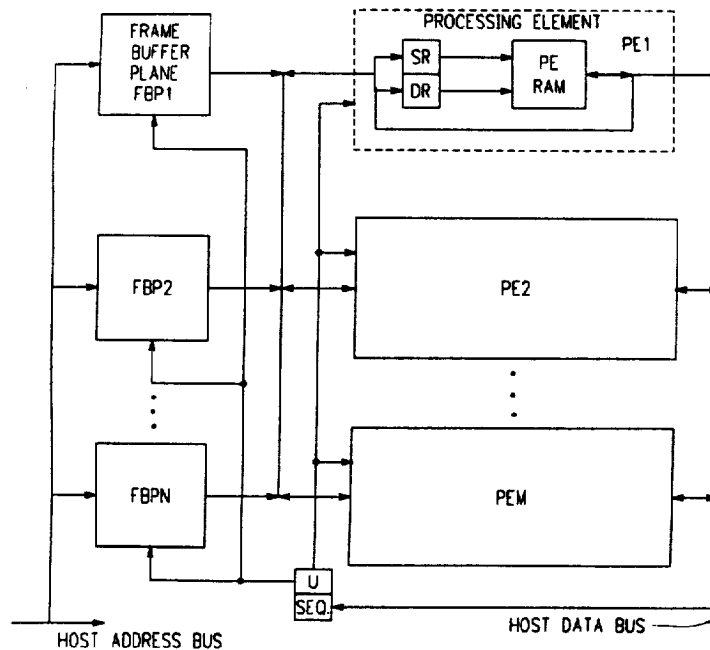 PROCESSING ELEMENT
FRAME
BUFFER
PLANE
FBP1
SR
DR
PE
RAM
PE1
FBP2
PE2
FBPN
PEM
U
SEQ.
HOST DATA BUS
HOST ADDRESS BUS